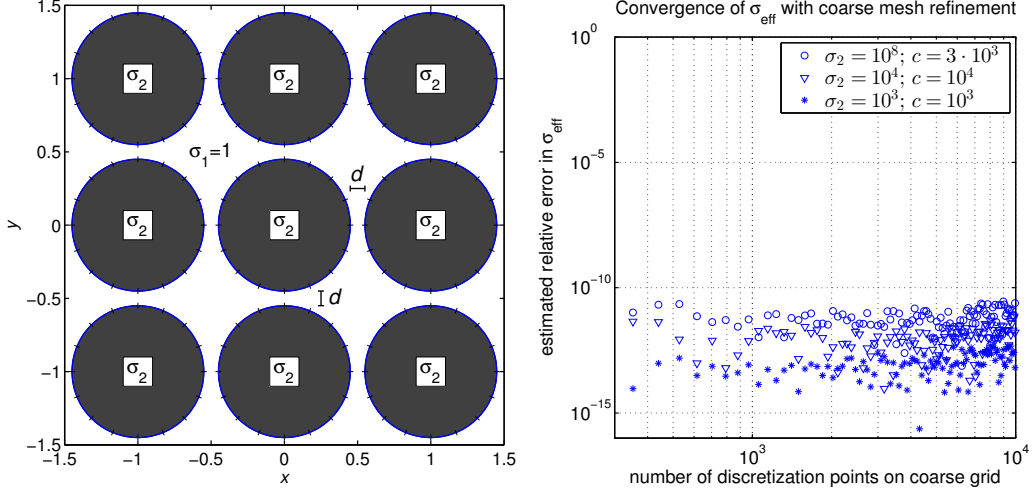 1.5
1
0.5
0
−0.5
−1
−1.5
y
σ2
σ2
σ2
σ1=1
d
σ2
σ2
σ2
d
σ2
σ2
σ2
−1.5
−1
−0.5
0
0.5
1
1.5
x
Convergence of σeff with coarse mesh refinement
10^0
10^−5
10^−10
10^−15
estimated relative error in σeff
σ2 = 10^8; c = 3 · 10^3
σ2 = 10^4; c = 10^4
σ2 = 10^3; c = 10^3
10^3
10^4
number of discretization points on coarse grid